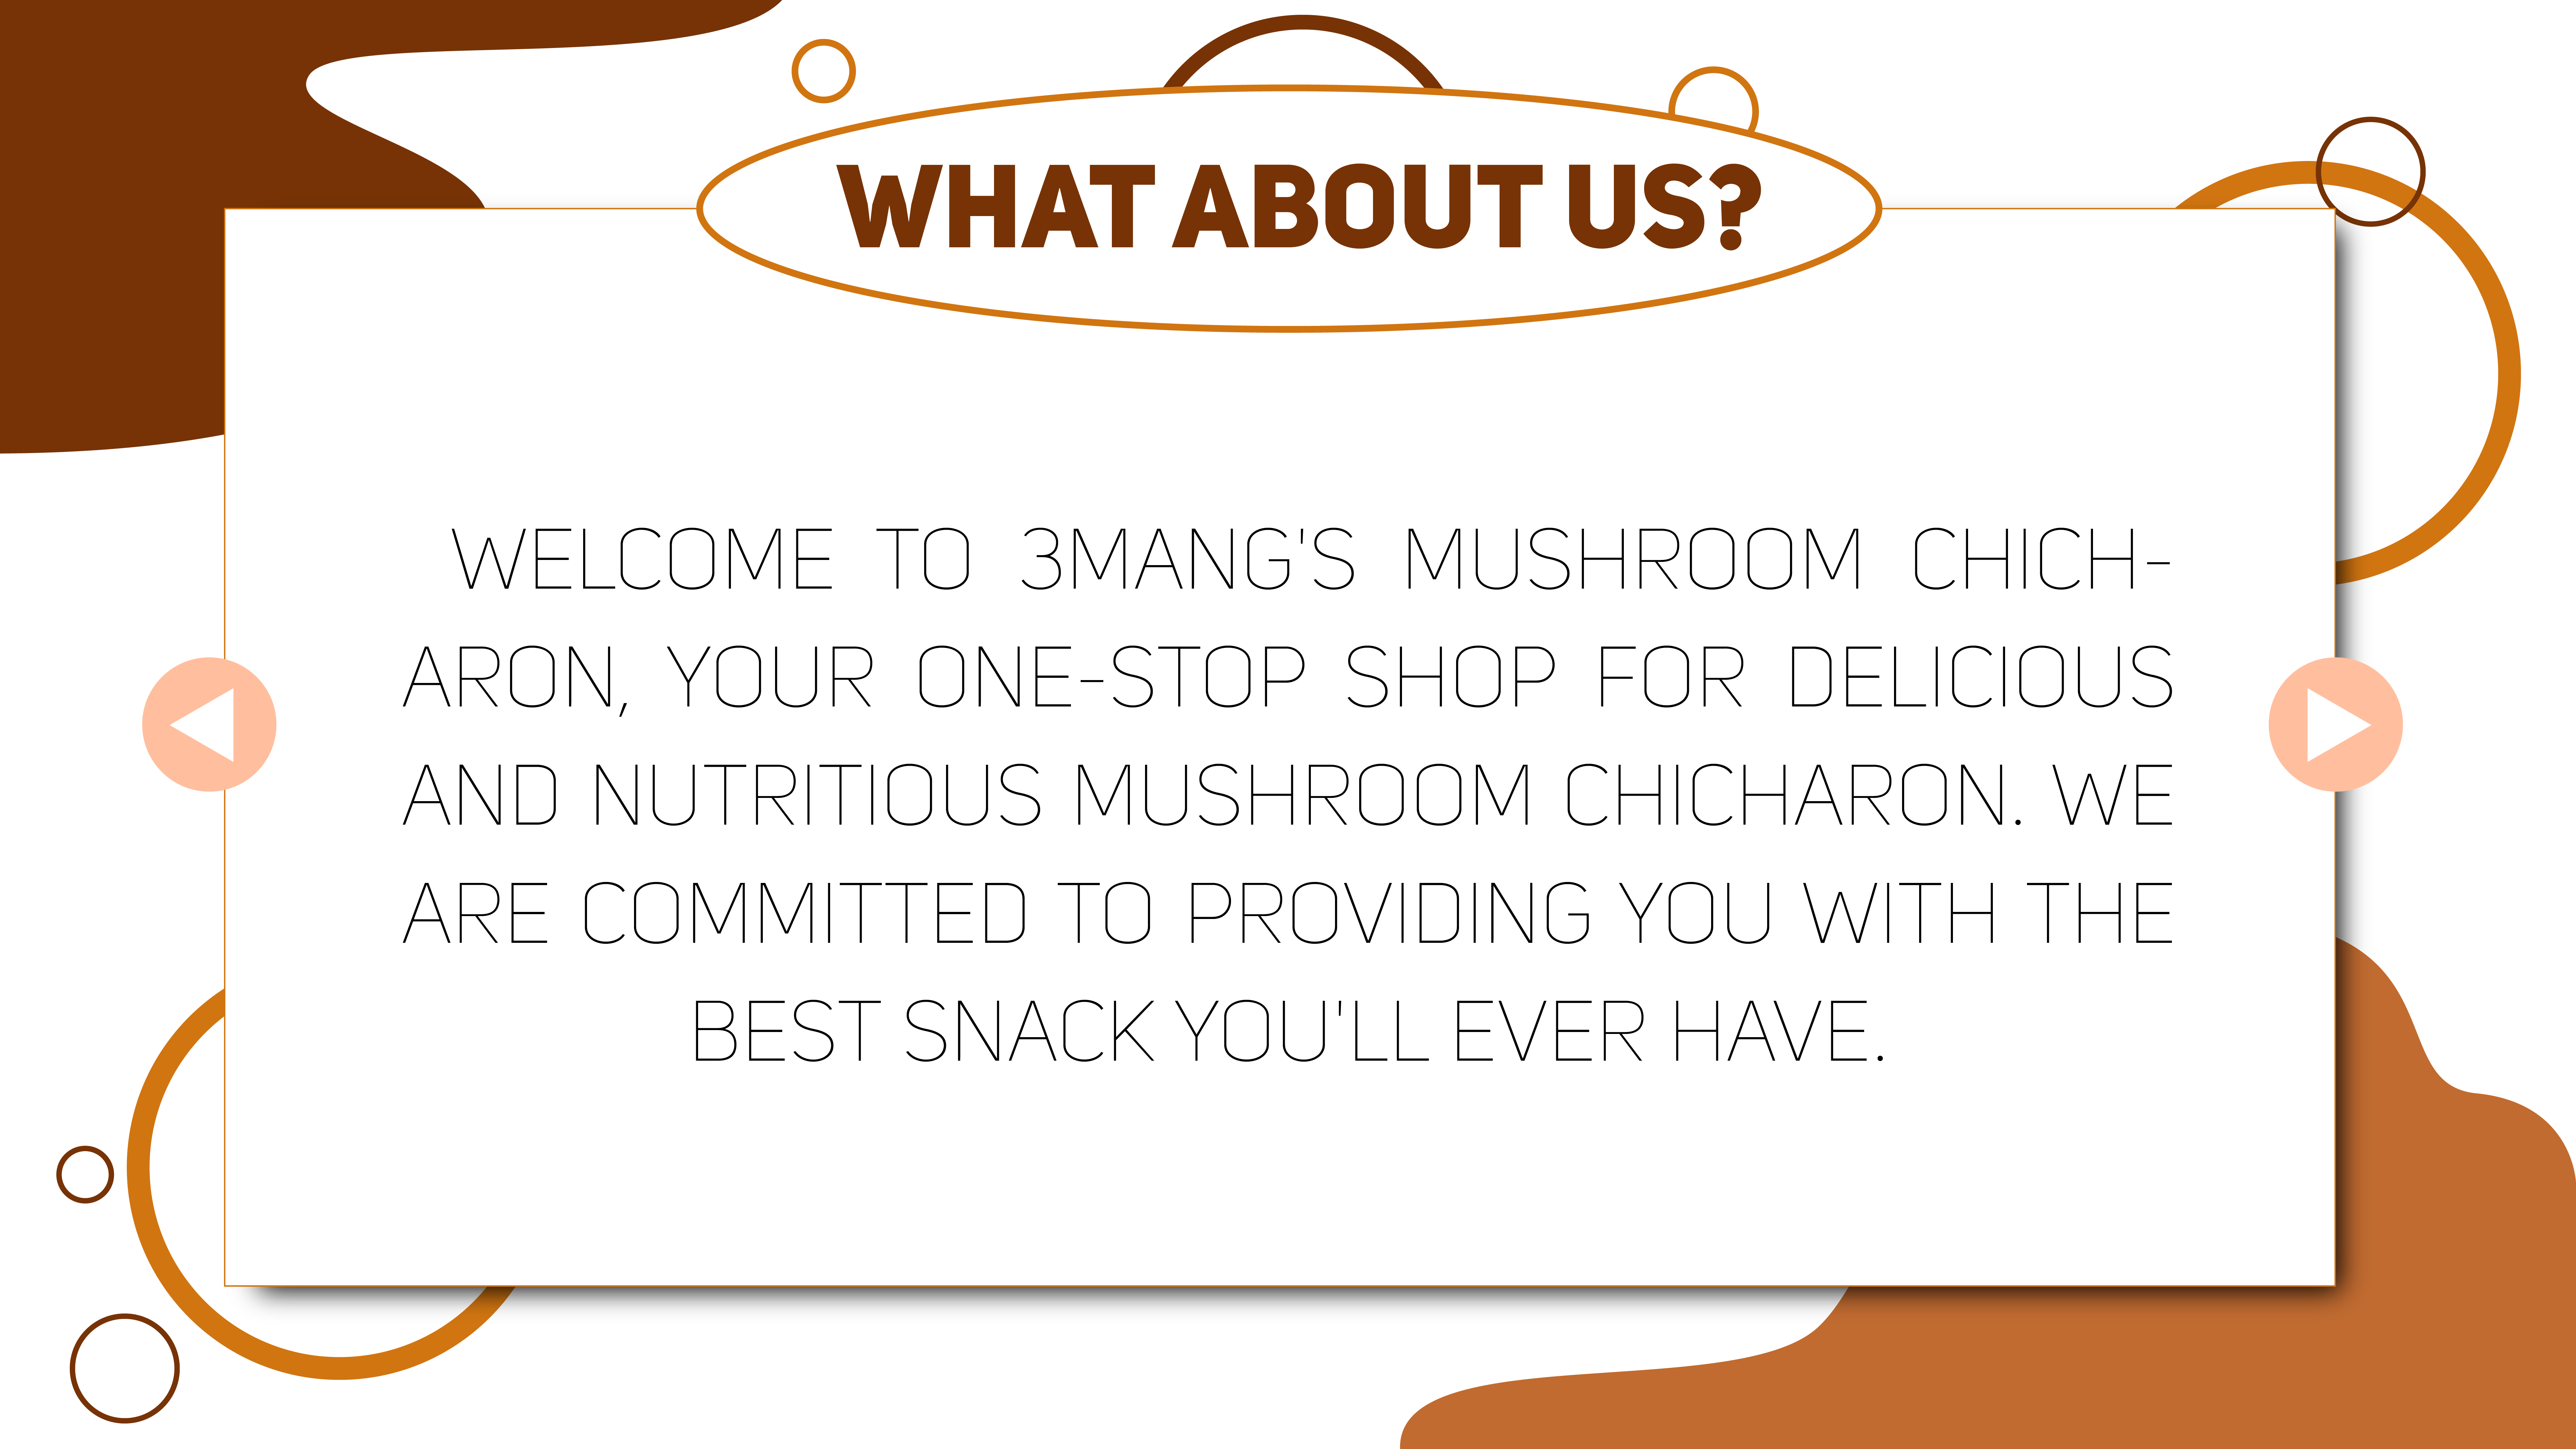 WHAT ABOUT US?
WELCOME TO 3MANG'S MUSHROOM CHICH-
ARON, YOUR ONE-STOP SHOP FOR DELICIOUS
AND NUTRITIOUS MUSHROOM CHICHARON. WE
ARE COMMITTED TO PROVIDING YOU WITH THE
BEST SNACK YOU'LL EVER HAVE.